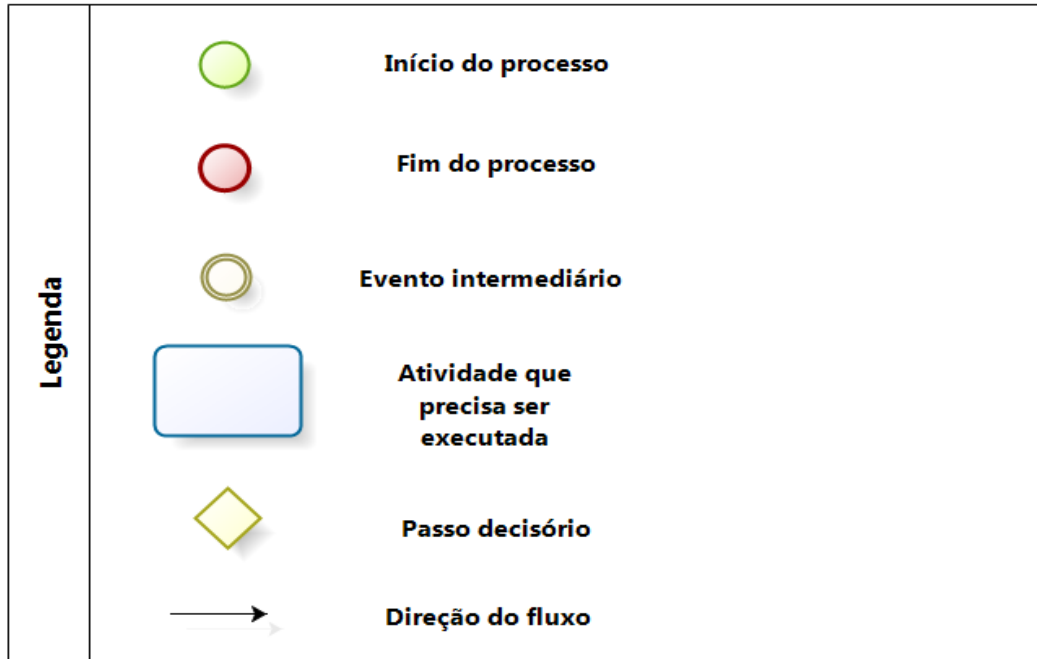 Legenda
Início do processo
Fim do processo
Evento intermediário
Atividade que
precisa ser
executada
Passo decisório
Direção do fluxo